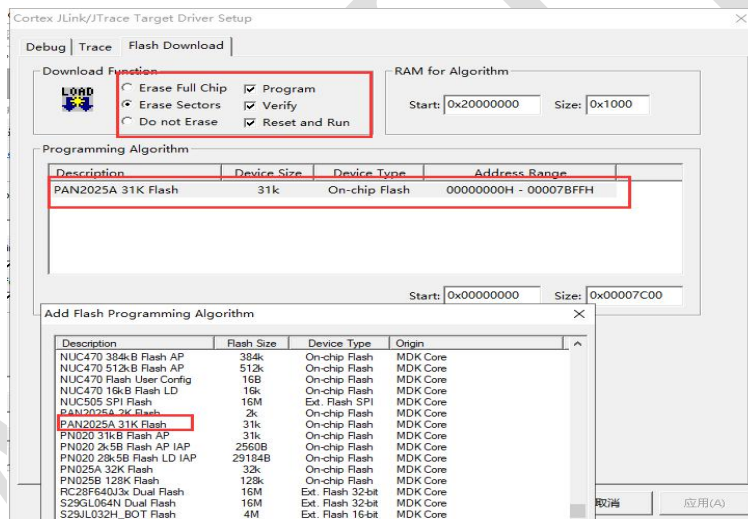 Cortex JLink/JTrace Target Driver Setup
Debug Trace Flash Download
Download Function
LOAD
Erase Full Chip Program
Erase Sectors Verify
Do not Erase Reset and Run
RAM for Algorithm
Start: 0x20000000 Size: 0x1000
Programming Algorithm
Description Device Size Device Type Address Range
PAN2025A 31K Flash 31k On-chip Flash 00000000H - 00007BFFH
Start: 0x00000000 Size: 0x00007C00
Add Flash Programming Algorithm
Description Flash Size Device Type Origin
NUC470 384kB Flash AP 384k On-chip Flash MDK Core
NUC470 512kB Flash AP 512k On-chip Flash MDK Core
NUC470 Flash User Config 16B On-chip Flash MDK Core
NUC470 16kB Flash LD 16k On-chip Flash MDK Core
NUC505 SPI Flash 16M Ext. Flash SPI MDK Core
PAN2025A 2K Flash 2k On-chip Flash MDK Core
PAN2025A 31K Flash 31k On-chip Flash MDK Core
PN020 31kB Flash AP 31k On-chip Flash MDK Core
PN020 2k5B Flash AP IAP 2560B On-chip Flash MDK Core
PN020 28k5B Flash LD IAP 29184B On-chip Flash MDK Core
PN025A 32K Flash 32k On-chip Flash MDK Core
PN025B 128K Flash 128k On-chip Flash MDK Core
RC28F640J3x Dual Flash 16M Ext. Flash 32-bit MDK Core
S29GL064N Dual Flash 16M Ext. Flash 32-bit MDK Core
S29JL032H_BOT Flash 4M Ext. Flash 16-bit MDK Core
取消 应用(A)